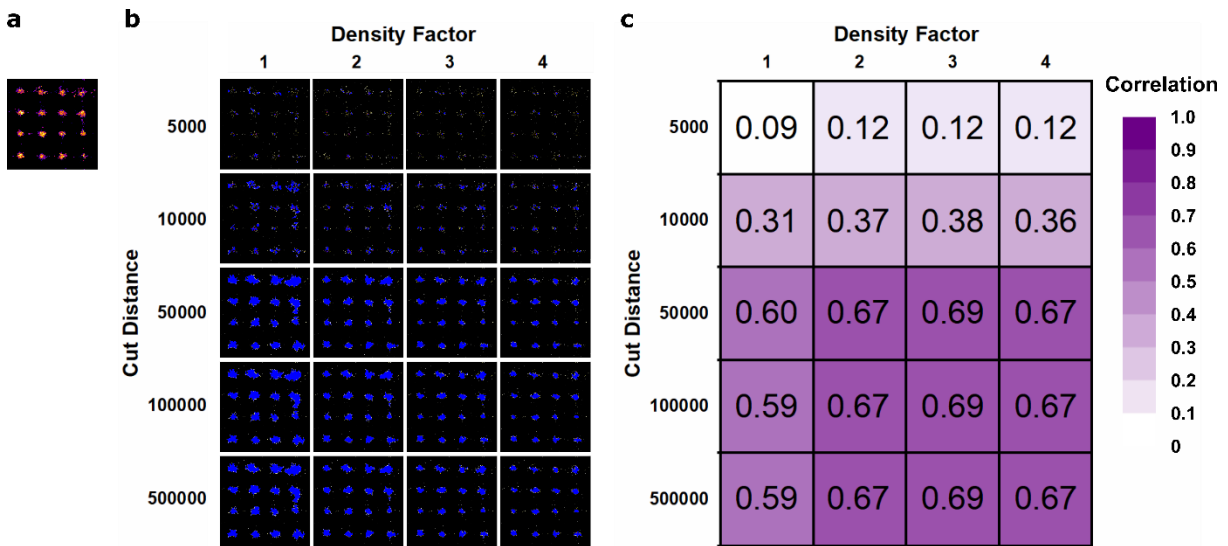 a
b
Density Factor
1 2 3 4
Cut Distance
5000
10000
50000
100000
500000
c
Density Factor
1 2 3 4
Cut Distance
5000 0.09 0.12 0.12 0.12
10000 0.31 0.37 0.38 0.36
50000 0.60 0.67 0.69 0.67
100000 0.59 0.67 0.69 0.67
500000 0.59 0.67 0.69 0.67
Correlation
1.0
0.9
0.8
0.7
0.6
0.5
0.4
0.3
0.2
0.1
0